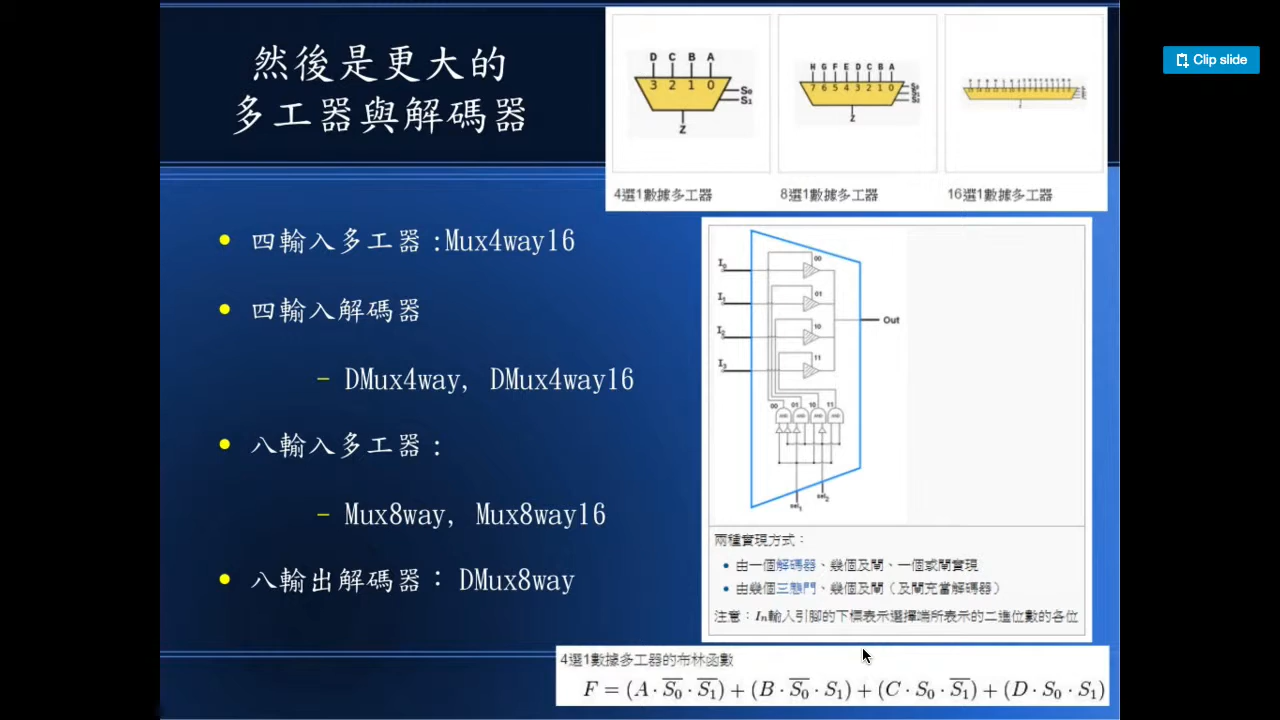 然後是更大的
多工器與解碼器
Clip slide
D C B A
3 2 1 0
S₀
S₁
Z
H G F E D C B A
7 6 5 4 3 2 1 0
Z
4選1數據多工器
8選1數據多工器
16選1數據多工器
• 四輸入多工器:Mux4way16
• 四輸入解碼器
– DMux4way, DMux4way16
• 八輸入多工器:
– Mux8way, Mux8way16
• 八輸出解碼器: DMux8way
I₀
00
I₁
01
I₂
10
I₃
11
Out
00 01 10 11
AND AND AND AND
sel₁
sel₂
兩種實現方式：
• 由一個解碼器、幾個及閘、一個或閘實現
• 由幾個三態門、幾個及閘（及閘充當解碼器）
注意：In輸入引腳的下標表示選擇端所表示的二進位數的各位
4選1數據多工器的布林函數
F = (A · S̅₀ · S̅₁) + (B · S̅₀ · S₁) + (C · S₀ · S̅₁) + (D · S₀ · S₁)